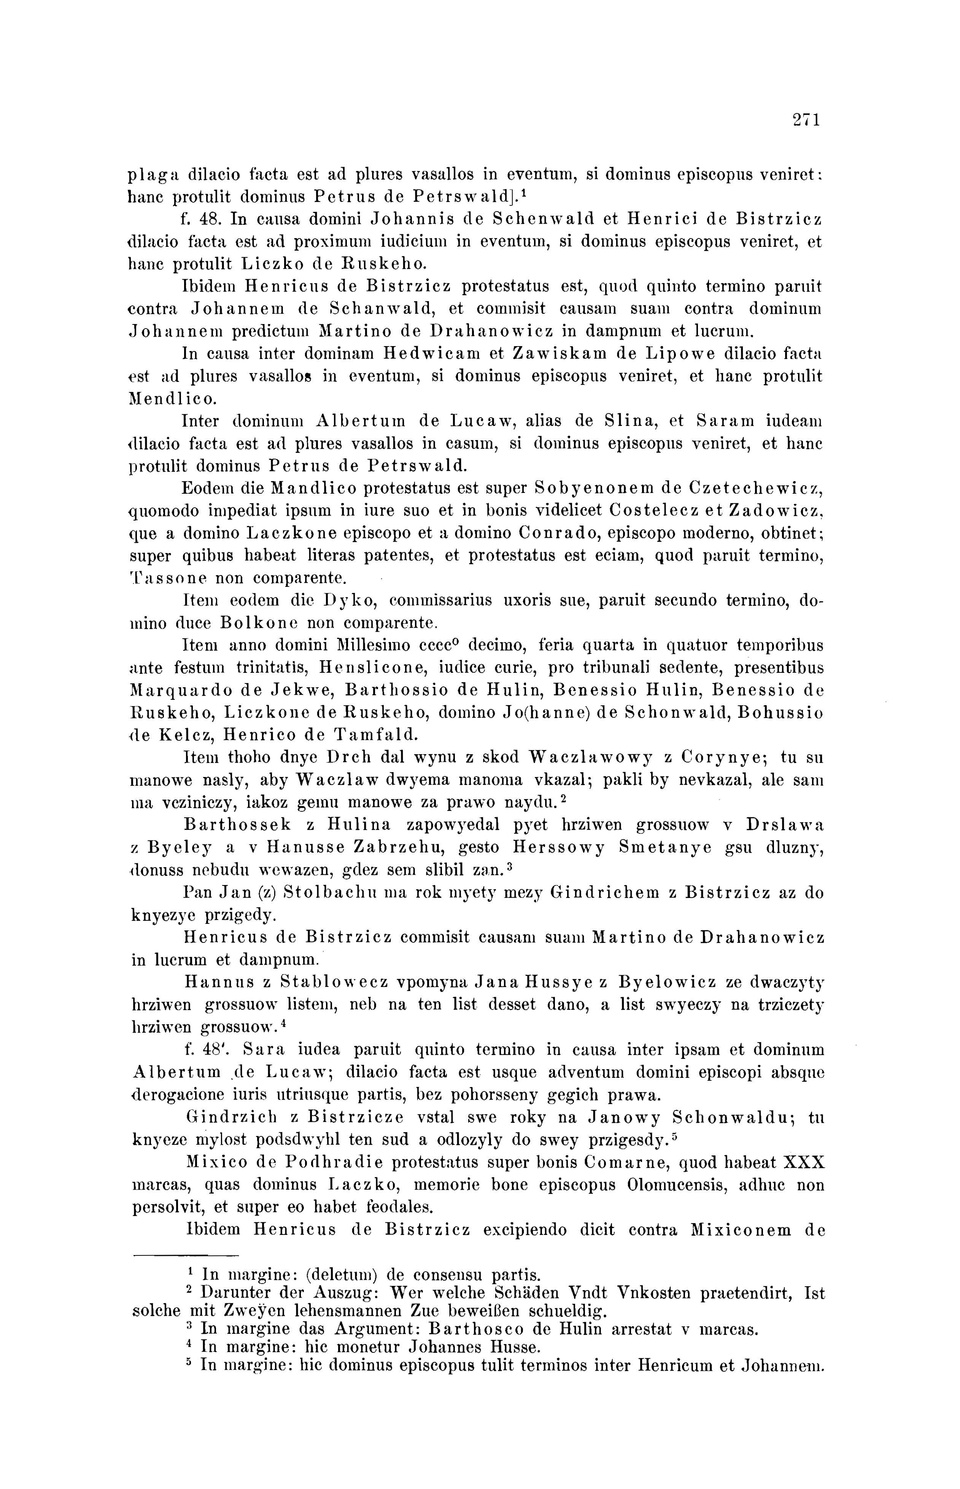 271
plaga dilacio facta est ad plures vasallos in eventum, si dominus episcopus veniret:
hanc protulit dominus Petrus de Petrswald].¹
f. 48. In causa domini Johannis de Schenwald et Henrici de Bistrzicz
dilacio facta est ad proximum iudicium in eventum, si dominus episcopus veniret, et
hanc protulit Liczko de Ruskeho.
Ibidem Henricus de Bistrzicz protestatus est, quod quinto termino paruit
contra Johannem de Schanwald, et commisit causam suam contra dominum
Johannem predictum Martino de Drahanowicz in dampnum et lucrum.
In causa inter dominam Hedwicam et Zawiskam de Lipowe dilacio facta
est ad plures vasallos in eventum, si dominus episcopus veniret, et hanc protulit
Mendlico.
Inter dominum Albertum de Lucaw, alias de Slina, et Saram iudeam
dilacio facta est ad plures vasallos in casum, si dominus episcopus veniret, et hanc
protulit dominus Petrus de Petrswald.
Eodem die Mandlico protestatus est super Sobyenonem de Czetechewicz,
quomodo impediat ipsum in iure suo et in bonis videlicet Costelecz et Zadowicz,
que a domino Laczkone episcopo et a domino Conrado, episcopo moderno, obtinet;
super quibus habeat literas patentes, et protestatus est eciam, quod paruit termino,
Tassone non comparente.
Item eodem die Dyko, commissarius uxoris sue, paruit secundo termino, do-
mino duce Bolkone non comparente.
Item anno domini Millesimo cccc⁰ decimo, feria quarta in quatuor temporibus
ante festum trinitatis, Henslicone, iudice curie, pro tribunali sedente, presentibus
Marquardo de Jekwe, Barthossio de Hulin, Benessio Hulin, Benessio de
Ruskeho, Liczkone de Ruskeho, domino Jo(hanne) de Schonwald, Bohussio
de Kelcz, Henrico de Tamfald.
Item thoho dnye Drch dal wynu z skod Waczlawowy z Corynye; tu su
manowe nasly, aby Waczlaw dwyema manoma vkazal; pakli by nevkazal, ale sam
ma vcziniczy, iakoz gemu manowe za prawo naydu.²
Barthossek z Hulina zapowyedal pyet hrziwen grossuow v Drslawa
z Byeley a v Hanusse Zabrzehu, gesto Herssowy Smetanye gsu dluzny,
donuss nebudu wewazen, gdez sem slibil zan.³
Pan Jan (z) Stolbachu ma rok myety mezy Gindrichem z Bistrzicz az do
knyezye przigedy.
Henricus de Bistrzicz commisit causam suam Martino de Drahanowicz
in lucrum et dampnum.
Hannus z Stablowecz vpomyna Jana Hussye z Byelowicz ze dwaczyty
hrziwen grossuow listem, neb na ten list desset dano, a list swyeczy na trziczety
hrziwen grossuow.⁴
f. 48'. Sara iudea paruit quinto termino in causa inter ipsam et dominum
Albertum de Lucaw; dilacio facta est usque adventum domini episcopi absque
derogacione iuris utriusque partis, bez pohorsseny gegich prawa.
Gindrzich z Bistrzicze vstal swe roky na Janowy Schonwaldu; tu
knyeze mylost podsdwyhl ten sud a odlozyly do swey przigesdy.⁵
Mixico de Podhradie protestatus super bonis Comarne, quod habeat XXX
marcas, quas dominus Laczko, memorie bone episcopus Olomucensis, adhuc non
persolvit, et super eo habet feodales.
Ibidem Henricus de Bistrzicz excipiendo dicit contra Mixiconem de
¹ In margine: (deletum) de consensu partis.
² Darunter der Auszug: Wer welche Schäden Vndt Vnkosten praetendirt, Ist
solche mit Zweÿen lehensmannen Zue beweißen schueldig.
³ In margine das Argument: Barthosco de Hulin arrestat v marcas.
⁴ In margine: hic monetur Johannes Husse.
⁵ In margine: hic dominus episcopus tulit terminos inter Henricum et Johannem.